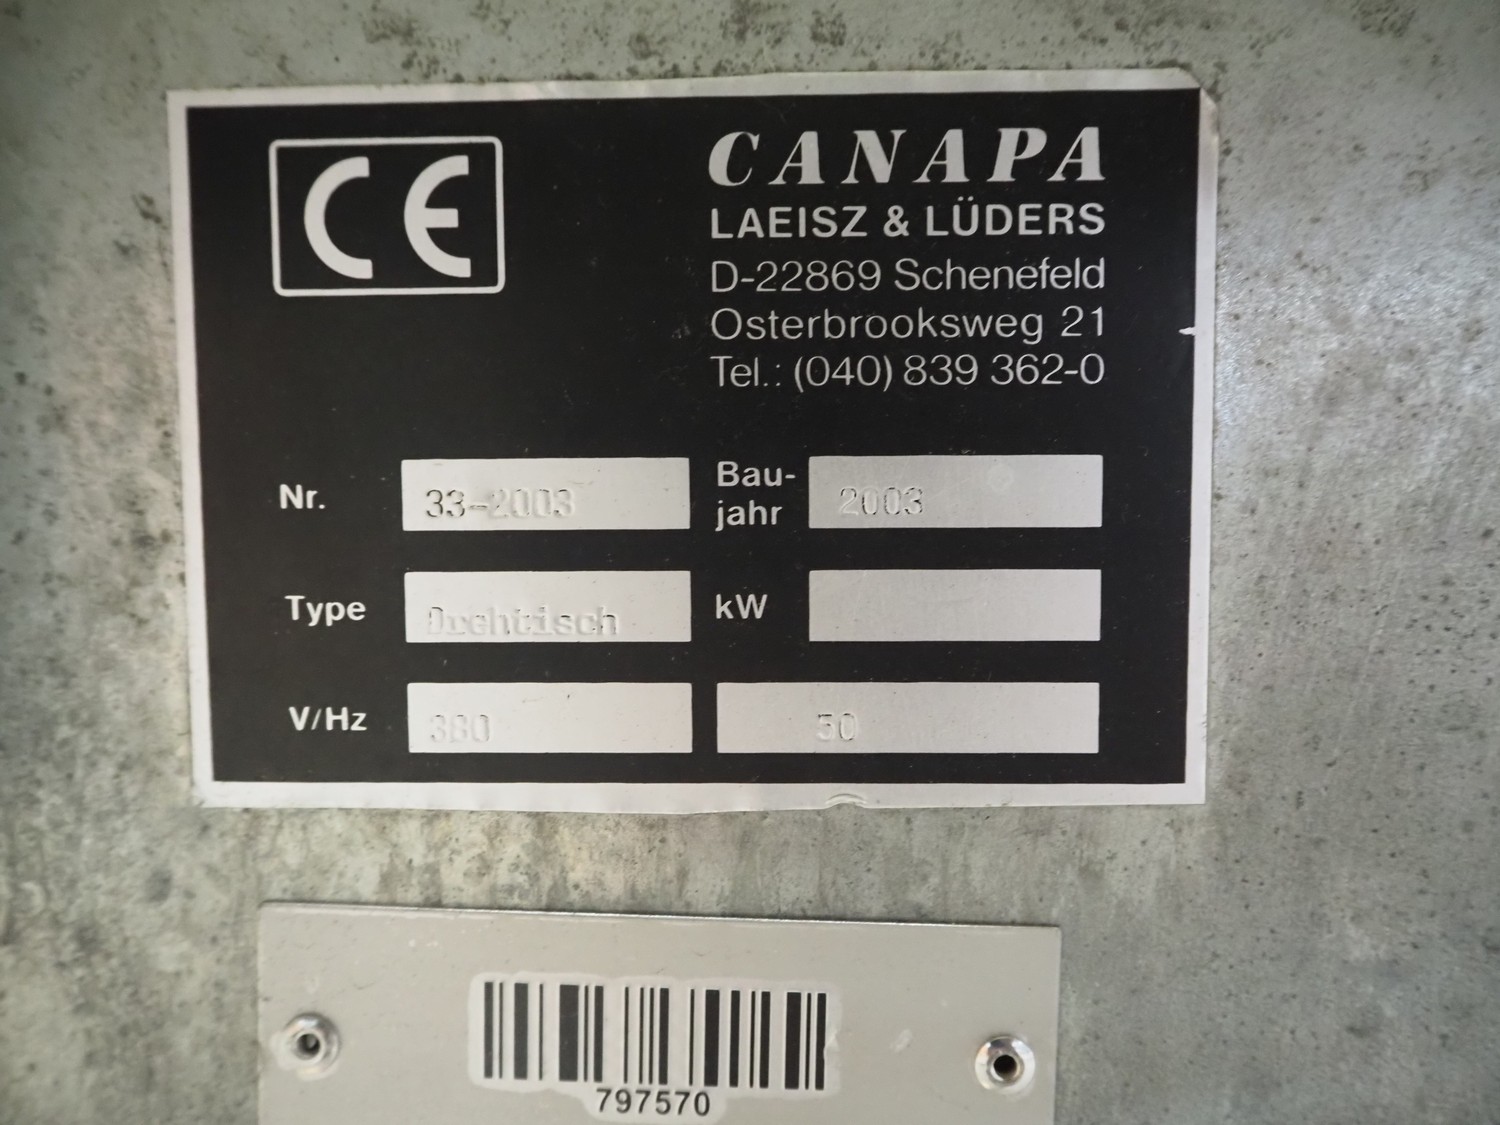 CE
CANAPA
LAEISZ & LÜDERS
D-22869 Schenefeld
Osterbrooksweg 21
Tel.: (040) 839 362-0
Nr. 33-2003 Bau-
jahr 2003
Type Drehtisch kW
V/Hz 380 50
797570